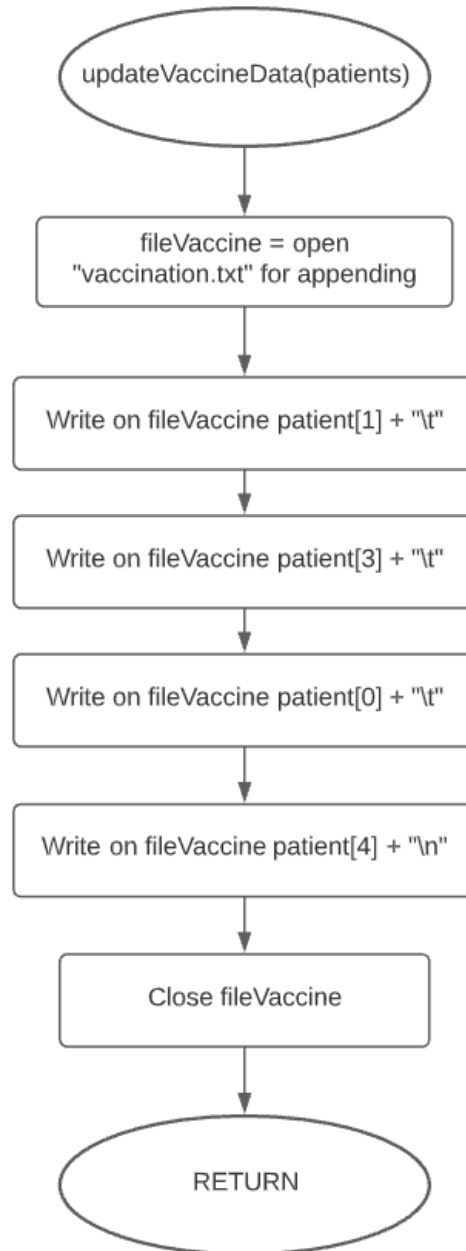 updateVaccineData(patients)
fileVaccine = open
"vaccination.txt" for appending
Write on fileVaccine patient[1] + "\t"
Write on fileVaccine patient[3] + "\t"
Write on fileVaccine patient[0] + "\t"
Write on fileVaccine patient[4] + "\n"
Close fileVaccine
RETURN